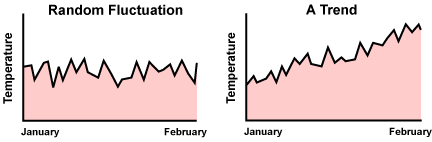 Random Fluctuation
Temperature
January February
A Trend
Temperature
January February